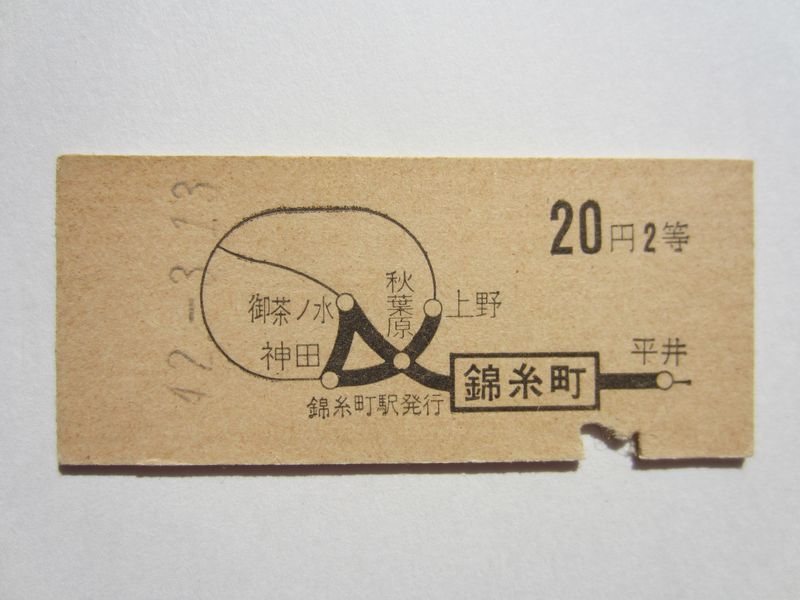 42-3.13
20円2等
秋葉原
御茶ノ水
上野
神田
平井
錦糸町
錦糸町駅発行